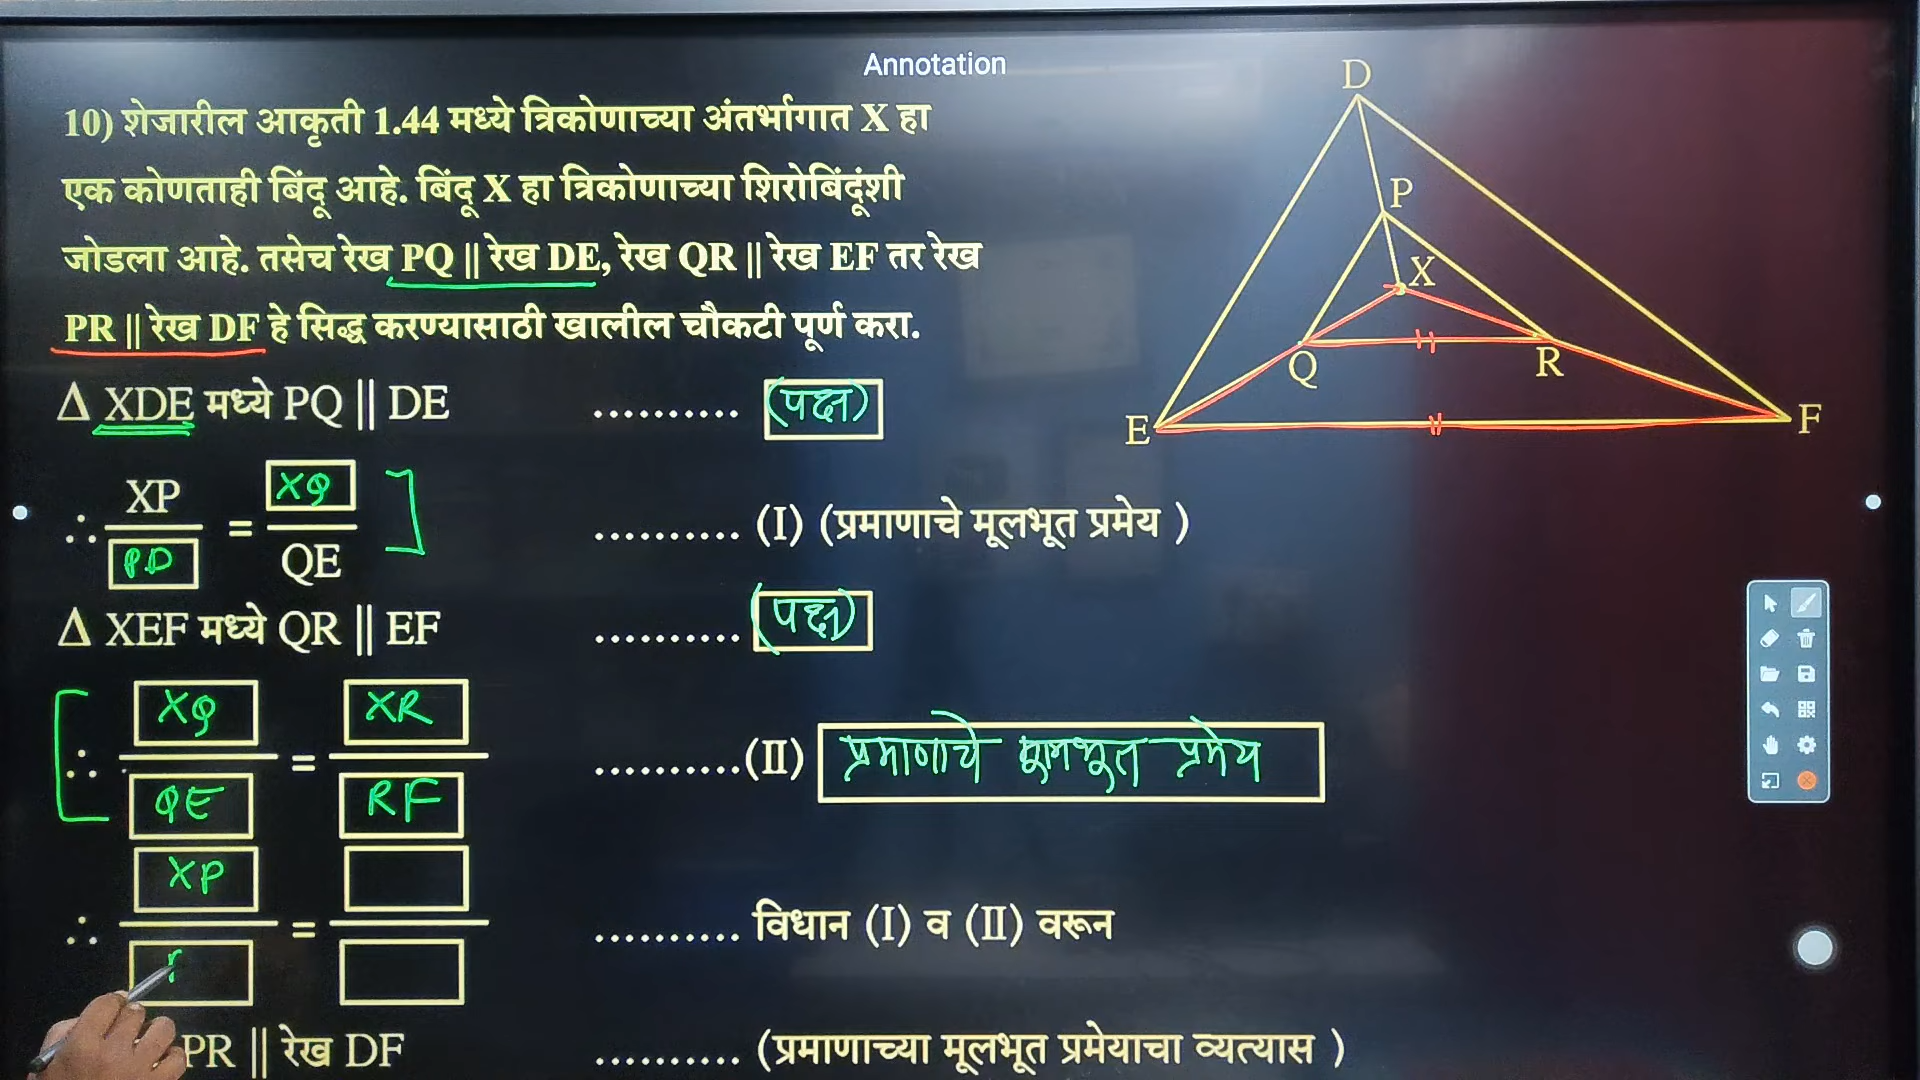 Annotation
10) शेजारील आकृती 1.44 मध्ये त्रिकोणाच्या अंतर्भागात X हा
एक कोणताही बिंदू आहे. बिंदू X हा त्रिकोणाच्या शिरोबिंदूंशी
जोडला आहे. तसेच रेख PQ || रेख DE, रेख QR || रेख EF तर रेख
PR || रेख DF हे सिद्ध करण्यासाठी खालील चौकटी पूर्ण करा.
D
P
X
Q
R
E
F
Δ XDE मध्ये PQ || DE .......... (पक्ष)
∴ XP / PD = XQ / QE .......... (I) (प्रमाणाचे मूलभूत प्रमेय )
Δ XEF मध्ये QR || EF .......... (पक्ष)
∴ XQ / QE = XR / RF ..........(II) प्रमाणाचे मूलभूत प्रमेय
∴ XP = .......... विधान (I) व (II) वरून
PR || रेख DF .......... (प्रमाणाच्या मूलभूत प्रमेयाचा व्यत्यास )